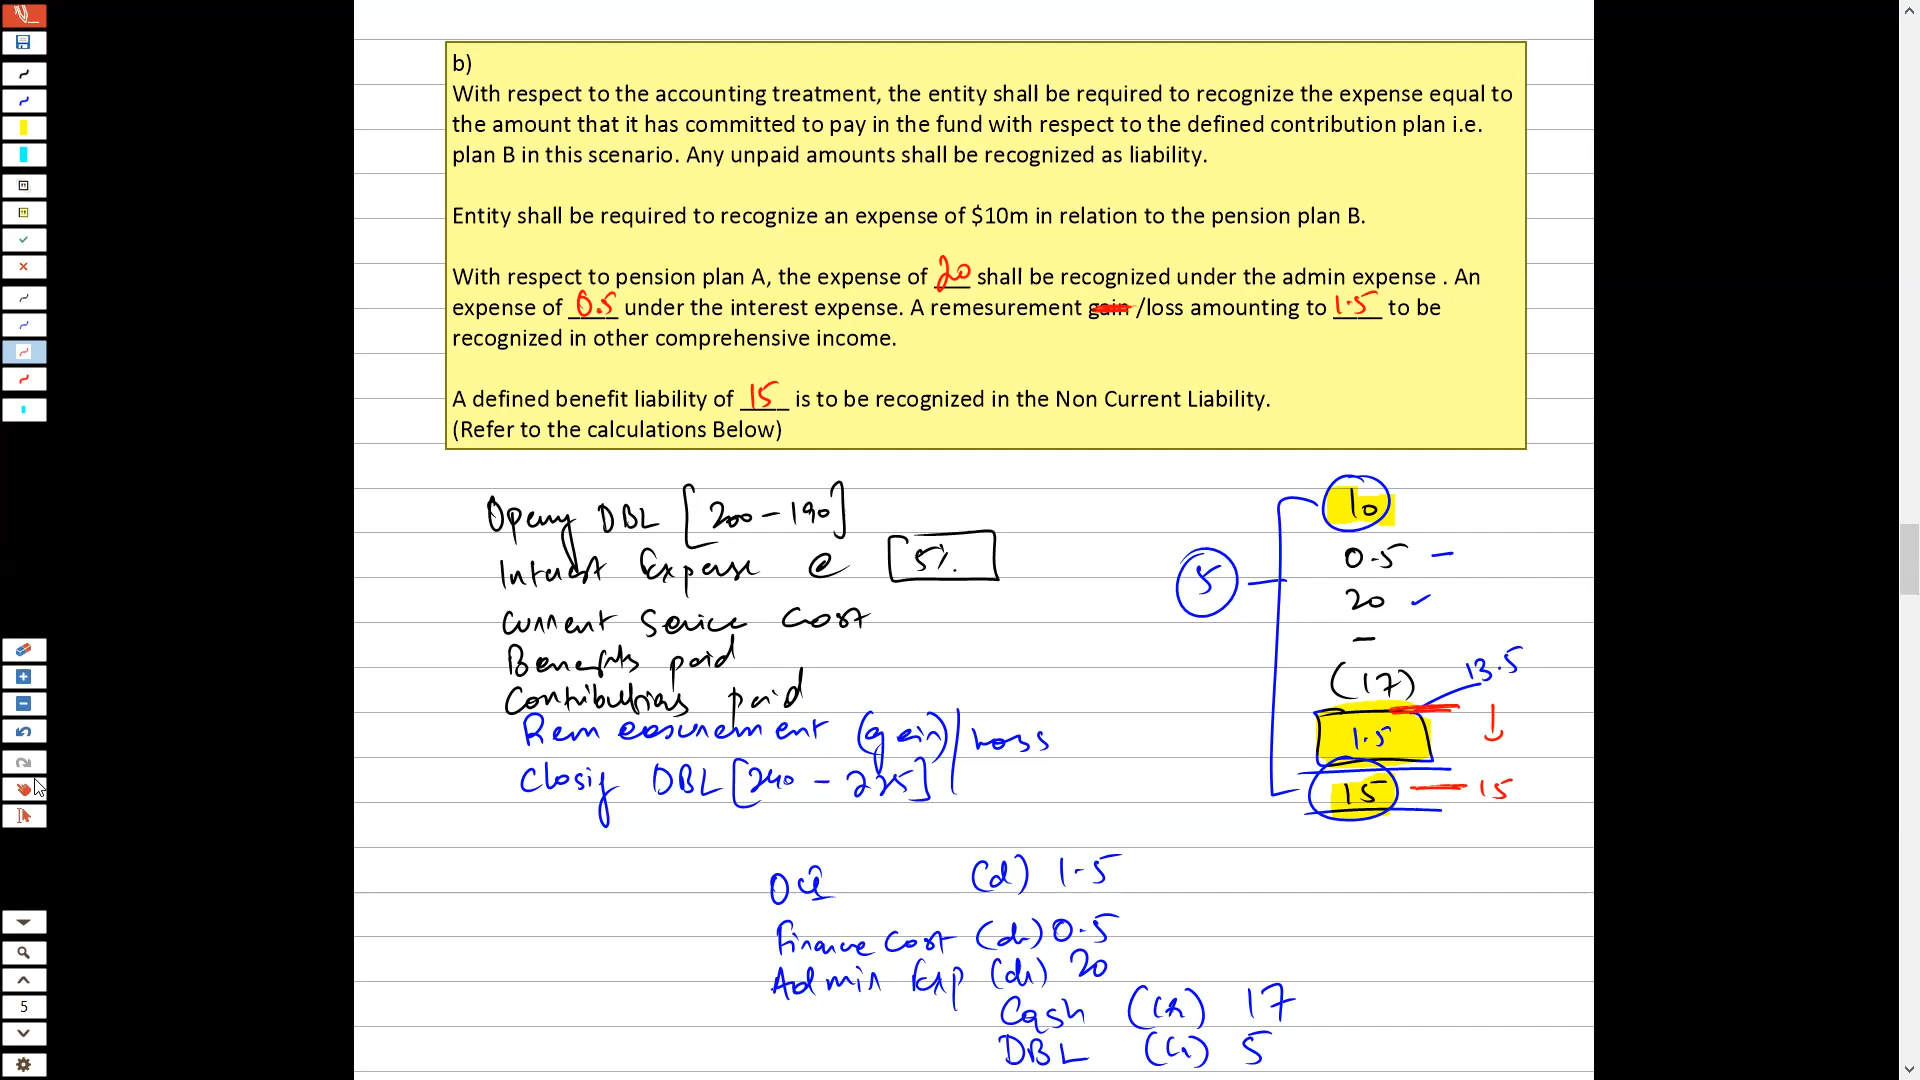 b)
With respect to the accounting treatment, the entity shall be required to recognize the expense equal to
the amount that it has committed to pay in the fund with respect to the defined contribution plan i.e.
plan B in this scenario. Any unpaid amounts shall be recognized as liability.
Entity shall be required to recognize an expense of $10m in relation to the pension plan B.
With respect to pension plan A, the expense of 20 shall be recognized under the admin expense . An
expense of 0.5 under the interest expense. A remesurement gain /loss amounting to 1.5 to be
recognized in other comprehensive income.
A defined benefit liability of 15 is to be recognized in the Non Current Liability.
(Refer to the calculations Below)
Opening DBL [200 - 190] 10
Interest Expense @ [5%. 0.5 -
Current Service Cost 20
Benefits paid -
Contributions paid (17) 13.5
Remeasurement (gain)/Loss 1.5
Closing DBL [240 - 225] 15 15
5
OCI (d) 1.5
Finance Cost (dr) 0.5
Admin Exp (dr) 20
Cash (Cr) 17
DBL (Cr) 5
5